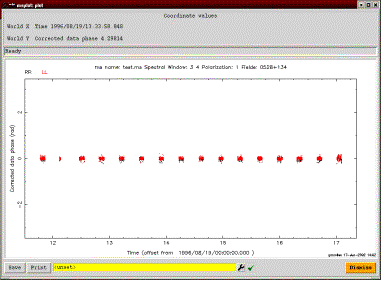 msplot plot
Coordinate values
World X Time 1996/08/19/13:33:58.848
World Y Corrected data phase 4.29814
Ready
ms name: test.ms Spectral Window: 3 4 Polarization: 1 Fields: 0528+134
RR LL
Corrected data phase (rad)
2
0
12 13 14 15 16 17
Time (offset from 1996/08/19/00:00:00.000 )
Save Print <unset> Dismiss